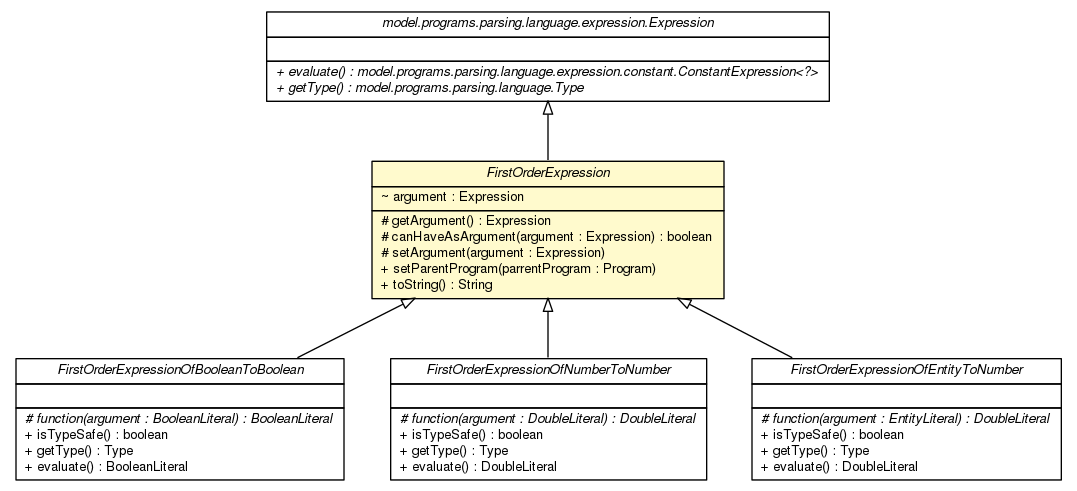 model.programs.parsing.language.expression.Expression
+ evaluate() : model.programs.parsing.language.expression.constant.ConstantExpression<?>
+ getType() : model.programs.parsing.language.Type
FirstOrderExpression
~ argument : Expression
# getArgument() : Expression
# canHaveAsArgument(argument : Expression) : boolean
# setArgument(argument : Expression)
+ setParentProgram(parrentProgram : Program)
+ toString() : String
FirstOrderExpressionOfBooleanToBoolean
# function(argument : BooleanLiteral) : BooleanLiteral
+ isTypeSafe() : boolean
+ getType() : Type
+ evaluate() : BooleanLiteral
FirstOrderExpressionOfNumberToNumber
# function(argument : DoubleLiteral) : DoubleLiteral
+ isTypeSafe() : boolean
+ getType() : Type
+ evaluate() : DoubleLiteral
FirstOrderExpressionOfEntityToNumber
# function(argument : EntityLiteral) : DoubleLiteral
+ isTypeSafe() : boolean
+ getType() : Type
+ evaluate() : DoubleLiteral